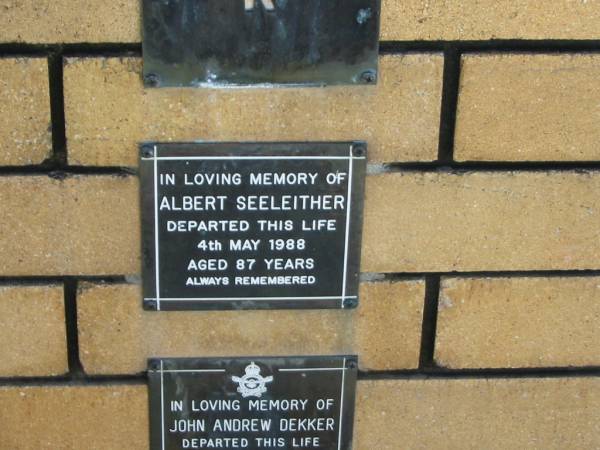 IN LOVING MEMORY OF
ALBERT SEELEITHER
DEPARTED THIS LIFE
4th MAY 1988
AGED 87 YEARS
ALWAYS REMEMBERED
IN LOVING MEMORY OF
JOHN ANDREW DEKKER
DEPARTED THIS LIFE